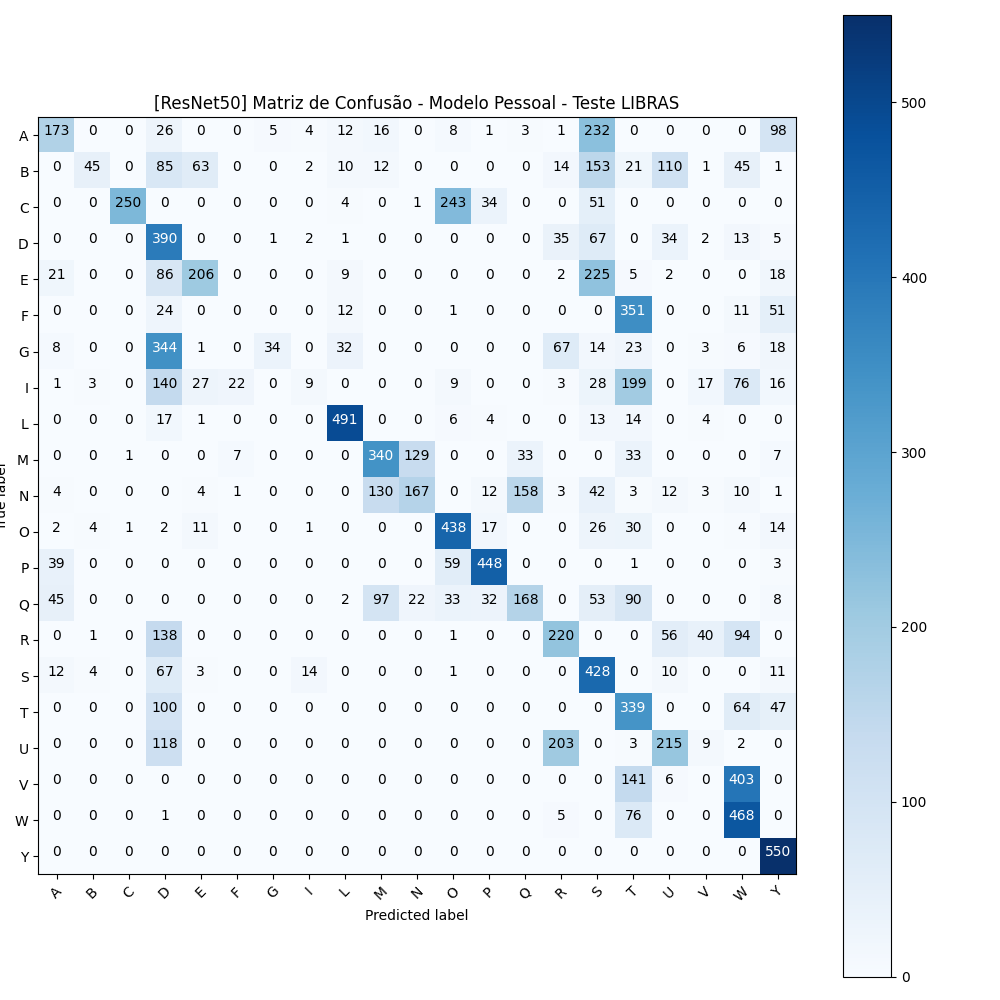 [ResNet50] Matriz de Confusão - Modelo Pessoal - Teste LIBRAS
A 173 0 0 26 0 0 5 4 12 16 0 8 1 3 1 232 0 0 0 0 98
B 0 45 0 85 63 0 0 2 10 12 0 0 0 0 14 153 21 110 1 45 1
C 0 0 250 0 0 0 0 0 4 0 1 243 34 0 0 51 0 0 0 0 0
D 0 0 0 390 0 0 1 2 1 0 0 0 0 0 35 67 0 34 2 13 5
E 21 0 0 86 206 0 0 0 9 0 0 0 0 0 2 225 5 2 0 0 18
F 0 0 0 24 0 0 0 0 12 0 0 1 0 0 0 0 351 0 0 11 51
G 8 0 0 344 1 0 34 0 32 0 0 0 0 0 67 14 23 0 3 6 18
I 1 3 0 140 27 22 0 9 0 0 0 9 0 0 3 28 199 0 17 76 16
L 0 0 0 17 1 0 0 0 491 0 0 6 4 0 0 13 14 0 4 0 0
M 0 0 1 0 0 7 0 0 0 340 129 0 0 33 0 0 33 0 0 0 7
N 4 0 0 0 4 1 0 0 0 130 167 0 12 158 3 42 3 12 3 10 1
O 2 4 1 2 11 0 0 1 0 0 0 438 17 0 0 26 30 0 0 4 14
P 39 0 0 0 0 0 0 0 0 0 0 59 448 0 0 0 1 0 0 0 3
Q 45 0 0 0 0 0 0 0 2 97 22 33 32 168 0 53 90 0 0 0 8
R 0 1 0 138 0 0 0 0 0 0 0 1 0 0 220 0 0 56 40 94 0
S 12 4 0 67 3 0 0 14 0 0 0 1 0 0 0 428 0 10 0 0 11
T 0 0 0 100 0 0 0 0 0 0 0 0 0 0 0 0 339 0 0 64 47
U 0 0 0 118 0 0 0 0 0 0 0 0 0 0 203 0 3 215 9 2 0
V 0 0 0 0 0 0 0 0 0 0 0 0 0 0 0 0 141 6 0 403 0
W 0 0 0 1 0 0 0 0 0 0 0 0 0 0 5 0 76 0 0 468 0
Y 0 0 0 0 0 0 0 0 0 0 0 0 0 0 0 0 0 0 0 0 550
A B C D E F G I L M N O P Q R S T U V W Y
Predicted label
True label
500
400
300
200
100
0